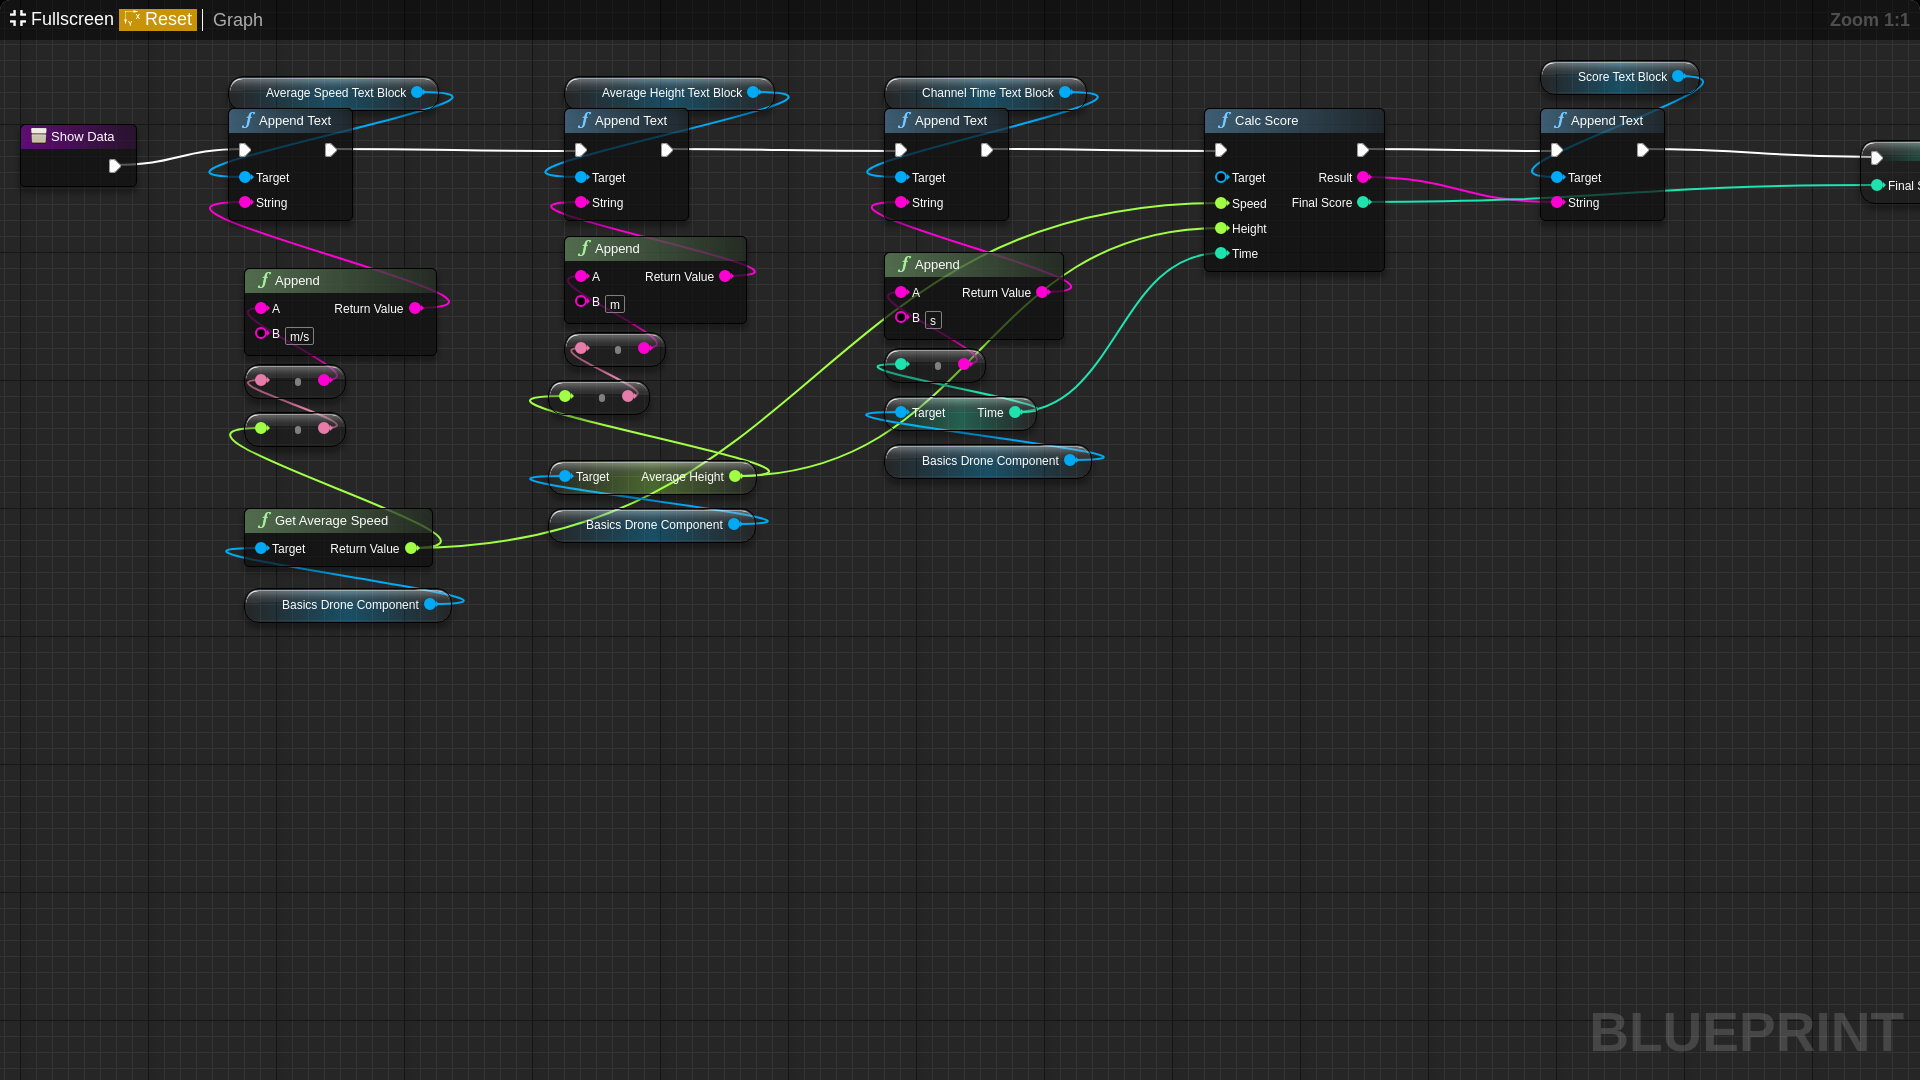 Fullscreen Reset Graph Zoom 1:1
Show Data
Average Speed Text Block
Append Text
Target
String
Append
A Return Value
B m/s
Get Average Speed
Target Return Value
Basics Drone Component
Average Height Text Block
Append Text
Target
String
Append
A Return Value
B m
Target Average Height
Basics Drone Component
Channel Time Text Block
Append Text
Target
String
Append
A Return Value
B s
Target Time
Basics Drone Component
Calc Score
Target Result
Speed Final Score
Height
Time
Score Text Block
Append Text
Target
String
Final S
BLUEPRINT